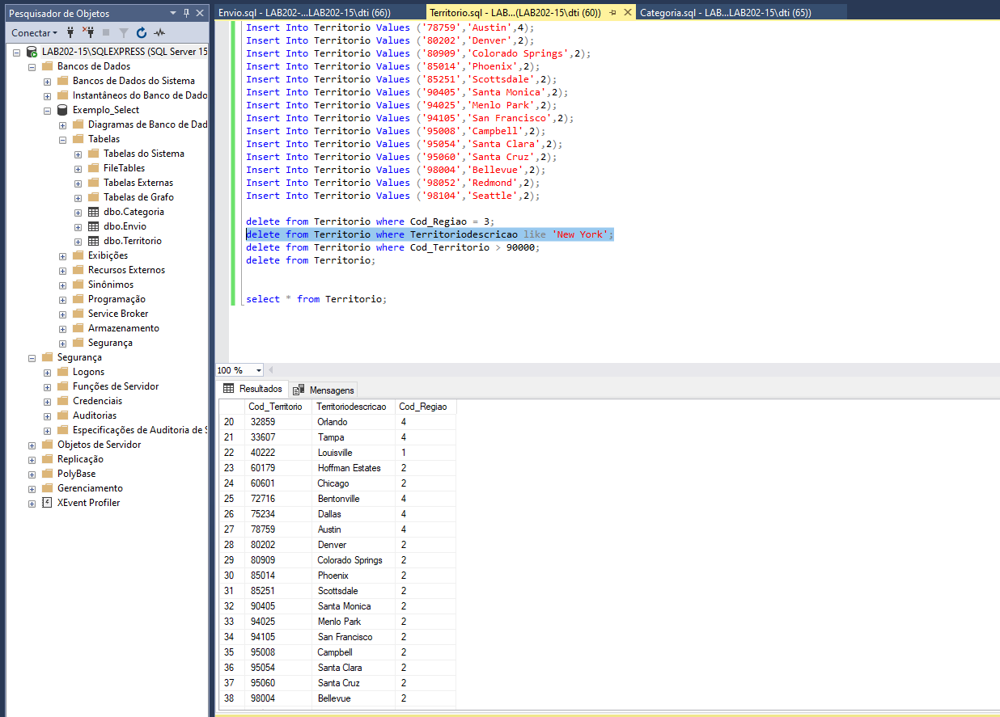 Pesquisador de Objetos
Conectar
LAB202-15\SQLEXPRESS (SQL Server 15
Bancos de Dados
Bancos de Dados do Sistema
Instantâneos do Banco de Dado
Exemplo_Select
Diagramas de Banco de Dad
Tabelas
Tabelas do Sistema
FileTables
Tabelas Externas
Tabelas de Grafo
dbo.Categoria
dbo.Envio
dbo.Territorio
Exibições
Recursos Externos
Sinônimos
Programação
Service Broker
Armazenamento
Segurança
Segurança
Logons
Funções de Servidor
Credenciais
Auditorias
Especificações de Auditoria de S
Objetos de Servidor
Replicação
PolyBase
Gerenciamento
XEvent Profiler
Envio.sql - LAB202-...LAB202-15\dti (66))
Territorio.sql - LAB...(LAB202-15\dti (60))
Categoria.sql - LAB...LAB202-15\dti (65))
Insert Into Territorio Values ('78759','Austin',4);
Insert Into Territorio Values ('80202','Denver',2);
Insert Into Territorio Values ('80909','Colorado Springs',2);
Insert Into Territorio Values ('85014','Phoenix',2);
Insert Into Territorio Values ('85251','Scottsdale',2);
Insert Into Territorio Values ('90405','Santa Monica',2);
Insert Into Territorio Values ('94025','Menlo Park',2);
Insert Into Territorio Values ('94105','San Francisco',2);
Insert Into Territorio Values ('95008','Campbell',2);
Insert Into Territorio Values ('95054','Santa Clara',2);
Insert Into Territorio Values ('95060','Santa Cruz',2);
Insert Into Territorio Values ('98004','Bellevue',2);
Insert Into Territorio Values ('98052','Redmond',2);
Insert Into Territorio Values ('98104','Seattle',2);
delete from Territorio where Cod_Regiao = 3;
delete from Territorio where Territoriodescricao like 'New York';
delete from Territorio where Cod_Territorio > 90000;
delete from Territorio;
select * from Territorio;
100 %
Resultados Mensagens
Cod_Territorio Territoriodescricao Cod_Regiao
20 32859 Orlando 4
21 33607 Tampa 4
22 40222 Louisville 1
23 60179 Hoffman Estates 2
24 60601 Chicago 2
25 72716 Bentonville 4
26 75234 Dallas 4
27 78759 Austin 4
28 80202 Denver 2
29 80909 Colorado Springs 2
30 85014 Phoenix 2
31 85251 Scottsdale 2
32 90405 Santa Monica 2
33 94025 Menlo Park 2
34 94105 San Francisco 2
35 95008 Campbell 2
36 95054 Santa Clara 2
37 95060 Santa Cruz 2
38 98004 Bellevue 2